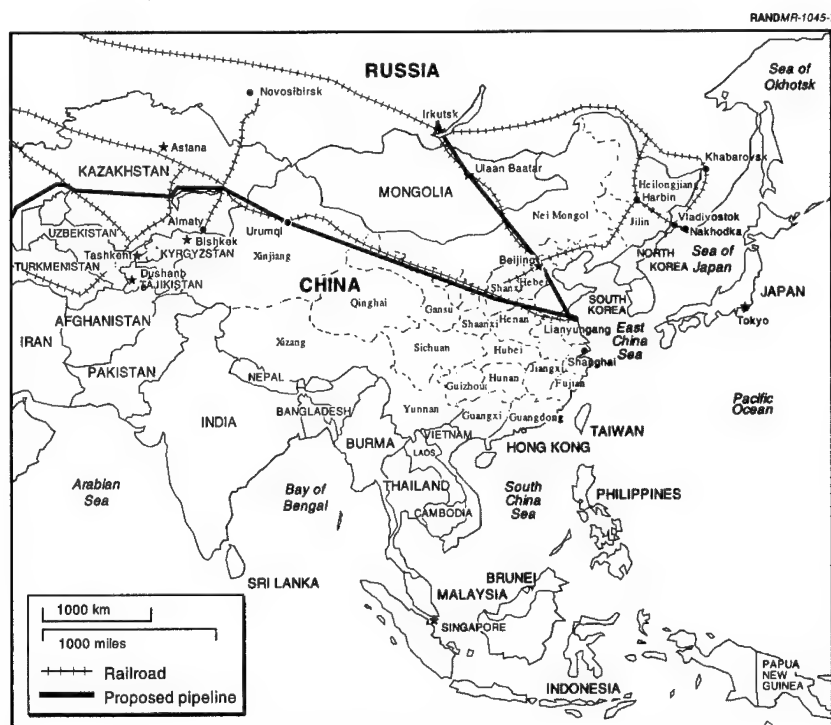 RANDMR-1045-
RUSSIA
Sea of
Okhotsk
Novosibirsk
Irkutsk
Astana
Ulaan Baatar
Khabarovsk
KAZAKHSTAN
MONGOLIA
Heilongjiang
Harbin
Nei Mongol
Almaty
Urumqi
Jilin
Vladivostok
Nakhodka
UZBEKISTAN
Bishkek
Tashkent
KYRGYZSTAN
Xinjiang
Beijing
NORTH
KOREA
Sea of
Japan
TURKMENISTAN
Dushanb
TAJIKISTAN
CHINA
Hebei
Shanxi
SOUTH
KOREA
JAPAN
Qinghai
Gansu
AFGHANISTAN
Shaanxi
Henan
Lianyungang
Tokyo
IRAN
East
China
Sea
Xizang
Sichuan
Hubei
Shanghai
PAKISTAN
NEPAL
Jiangxi
Guizhou
Hunan
Fujian
Pacific
Ocean
INDIA
BANGLADESH
Yunnan
Guangxi
Guangdong
TAIWAN
BURMA
VIETNAM
HONG KONG
LAOS
Arabian
Sea
Bay of
Bengal
THAILAND
South
China
Sea
PHILIPPINES
CAMBODIA
SRI LANKA
BRUNEI
MALAYSIA
SINGAPORE
INDONESIA
PAPUA
NEW
GUINEA
1000 km
1000 miles
Railroad
Proposed pipeline